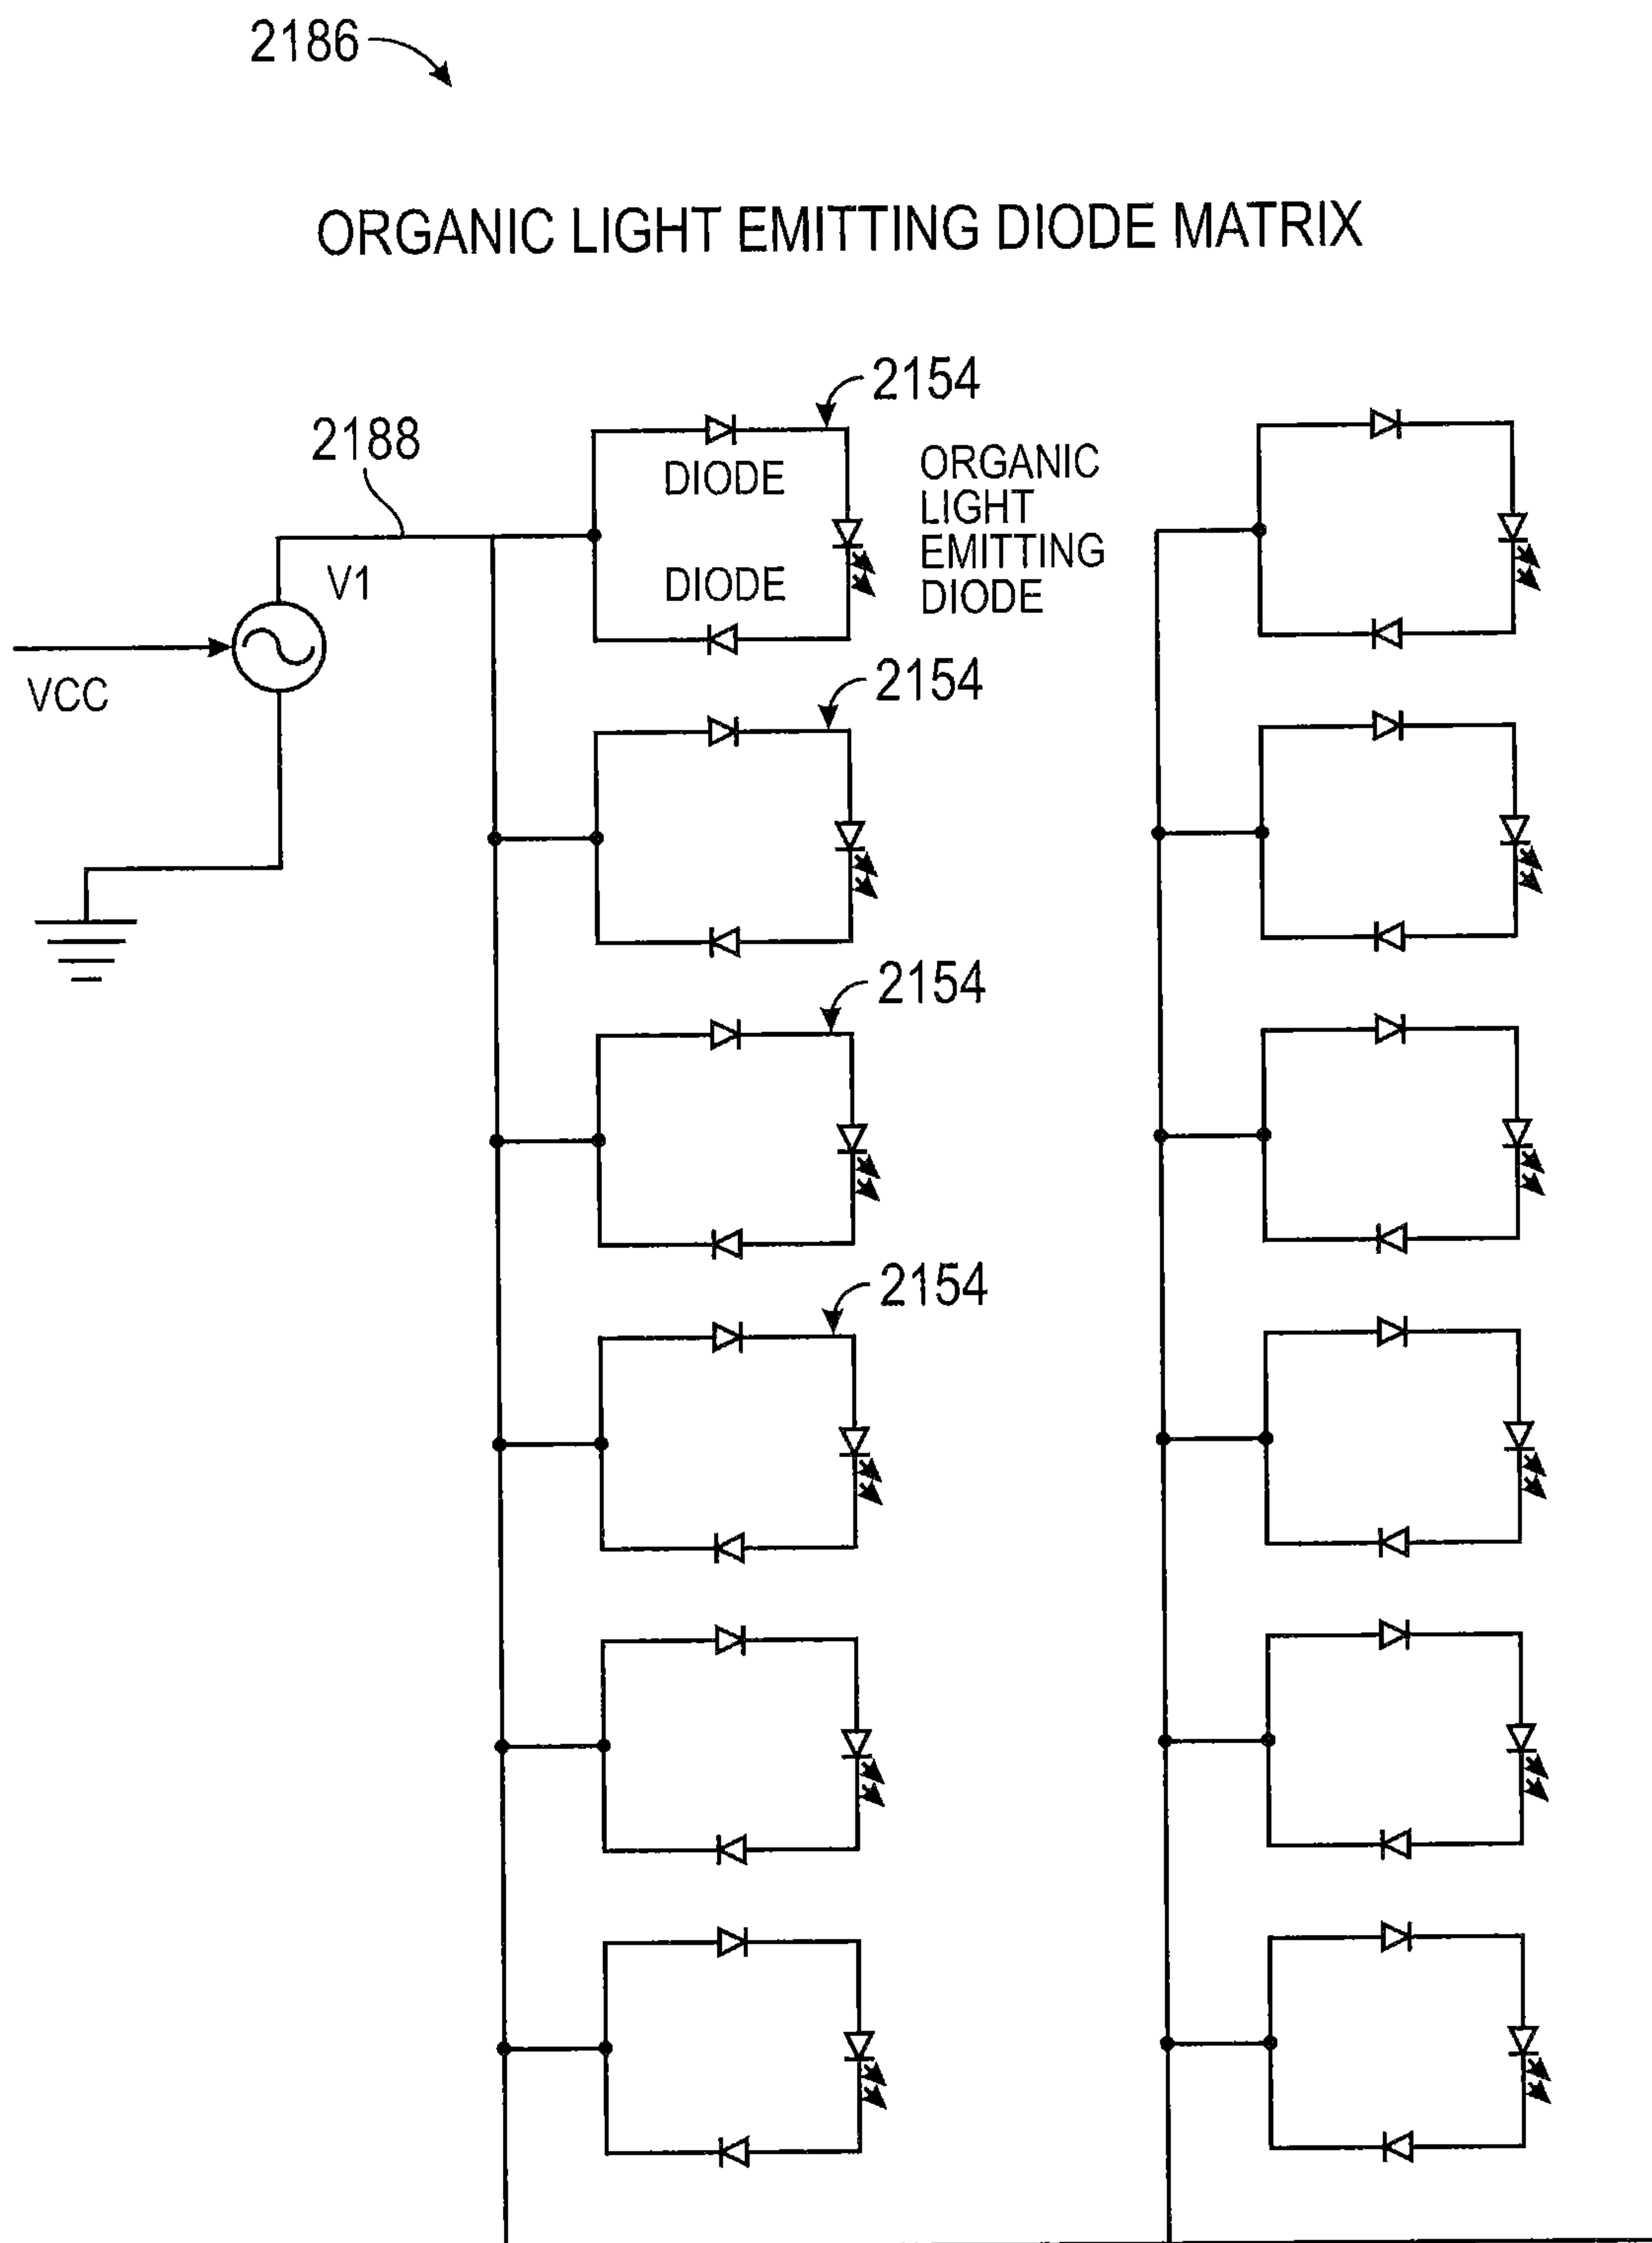 2186
ORGANIC LIGHT EMITTING DIODE MATRIX
2154
2188
DIODE
ORGANIC
LIGHT
EMITTING
DIODE
V1
DIODE
VCC
2154
2154
2154